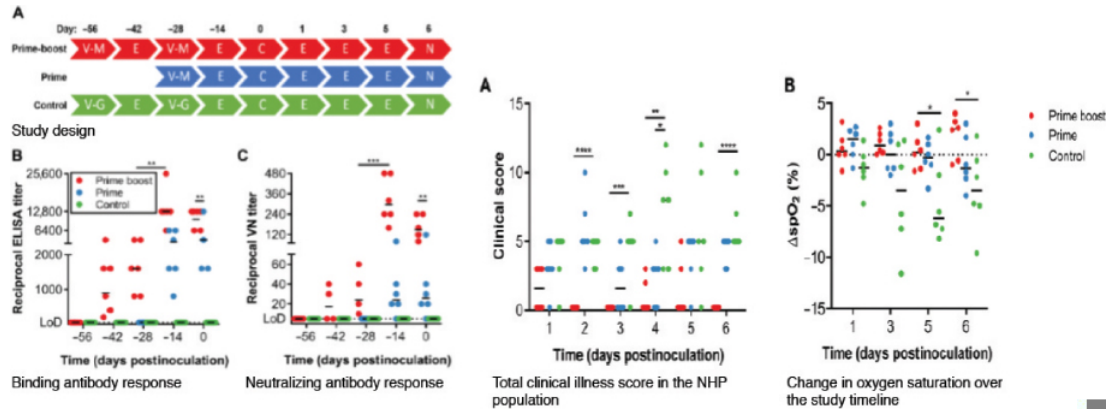 A
Day: –56 –42 –28 –14 0 1 3 5 6
Prime-boost V-M E V-M E C E E E N
Prime V-M E C E E E N
Control V-G E V-G E C E E E N
Study design
B
Reciprocal ELISA titer
25,600
12,800
6400
2000
1000
LoD
Prime boost
Prime
Control
**
**
–56 –42 –28 –14 0
Time (days postinoculation)
Binding antibody response
C
Reciprocal VN titer
480
360
240
120
60
40
20
LoD
***
**
–56 –42 –28 –14 0
Time (days postinoculation)
Neutralizing antibody response
A
Clinical score
15
10
5
0
****
***
**
*
****
1 2 3 4 5 6
Time (days postinoculation)
Total clinical illness score in the NHP
population
B
ΔspO2 (%)
5
0
–5
–10
–15
*
*
1 3 5 6
Time (days postinoculation)
Prime boost
Prime
Control
Change in oxygen saturation over
the study timeline